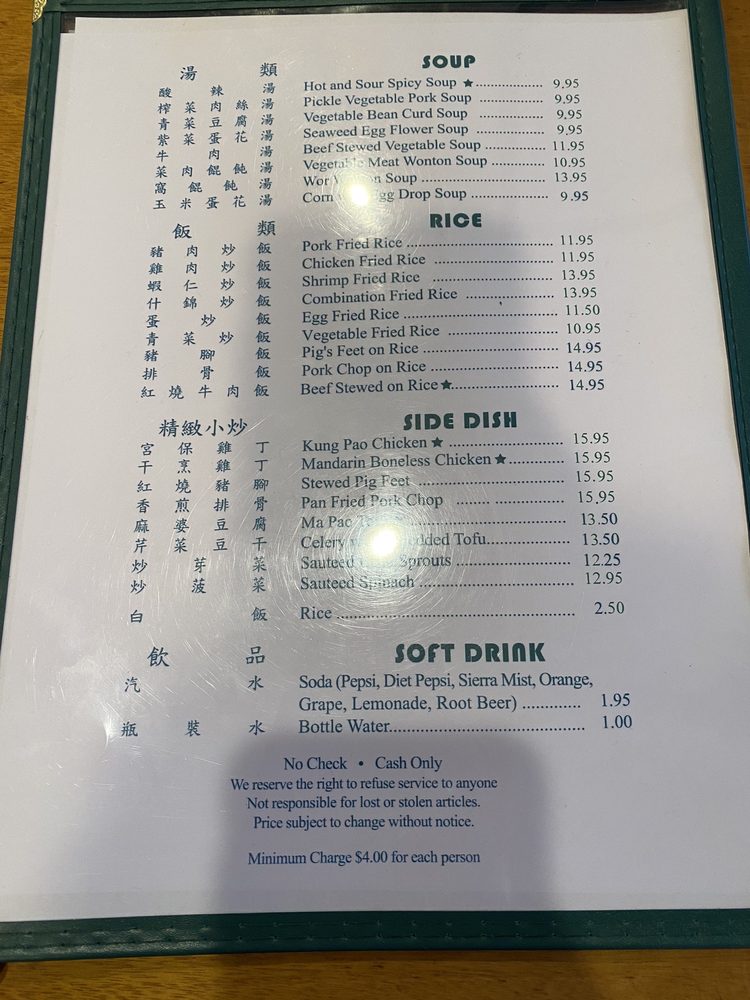 湯 類 SOUP
酸 辣 湯 Hot and Sour Spicy Soup ★ 9.95
榨 菜 肉 絲 湯 Pickle Vegetable Pork Soup 9.95
青 菜 豆 腐 湯 Vegetable Bean Curd Soup 9.95
紫 菜 蛋 花 湯 Seaweed Egg Flower Soup 9.95
牛 肉 湯 Beef Stewed Vegetable Soup 11.95
菜 肉 餛 飩 湯 Vegetable Meat Wonton Soup 10.95
窩 餛 飩 湯 Wor Wonton Soup 13.95
玉 米 蛋 花 湯 Corn Egg Drop Soup 9.95
飯 類 RICE
豬 肉 炒 飯 Pork Fried Rice 11.95
雞 肉 炒 飯 Chicken Fried Rice 11.95
蝦 仁 炒 飯 Shrimp Fried Rice 13.95
什 錦 炒 飯 Combination Fried Rice 13.95
蛋 炒 飯 Egg Fried Rice 11.50
青 菜 炒 飯 Vegetable Fried Rice 10.95
豬 腳 飯 Pig's Feet on Rice 14.95
排 骨 飯 Pork Chop on Rice 14.95
紅 燒 牛 肉 飯 Beef Stewed on Rice ★ 14.95
精緻小炒 SIDE DISH
宮 保 雞 丁 Kung Pao Chicken ★ 15.95
干 烹 雞 丁 Mandarin Boneless Chicken ★ 15.95
紅 燒 豬 腳 Stewed Pig Feet 15.95
香 煎 排 骨 Pan Fried Pork Chop 15.95
麻 婆 豆 腐 Ma Pao 13.50
芹 菜 豆 干 Celery Tofu 13.50
炒 芽 菜 Sauteed Sprouts 12.25
炒 菠 菜 Sauteed Spinach 12.95
白 飯 Rice 2.50
飲 品 SOFT DRINK
汽 水 Soda (Pepsi, Diet Pepsi, Sierra Mist, Orange,
Grape, Lemonade, Root Beer) 1.95
瓶 裝 水 Bottle Water 1.00
No Check • Cash Only
We reserve the right to refuse service to anyone
Not responsible for lost or stolen articles.
Price subject to change without notice.
Minimum Charge $4.00 for each person